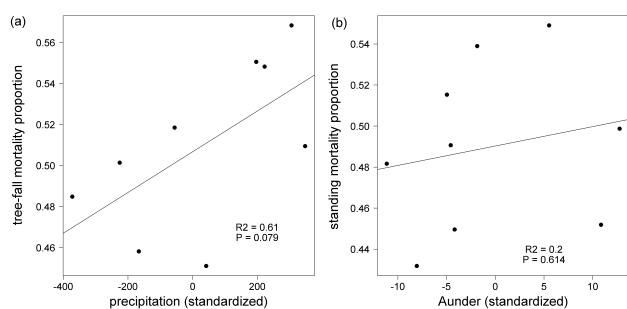 (a)
tree-fall mortality proportion
0.56
0.54
0.52
0.50
0.48
0.46
R2 = 0.61
P = 0.079
-400
-200
0
200
precipitation (standardized)
(b)
standing mortality proportion
0.54
0.52
0.50
0.48
0.46
0.44
R2 = 0.2
P = 0.614
-10
-5
0
5
10
Aunder (standardized)